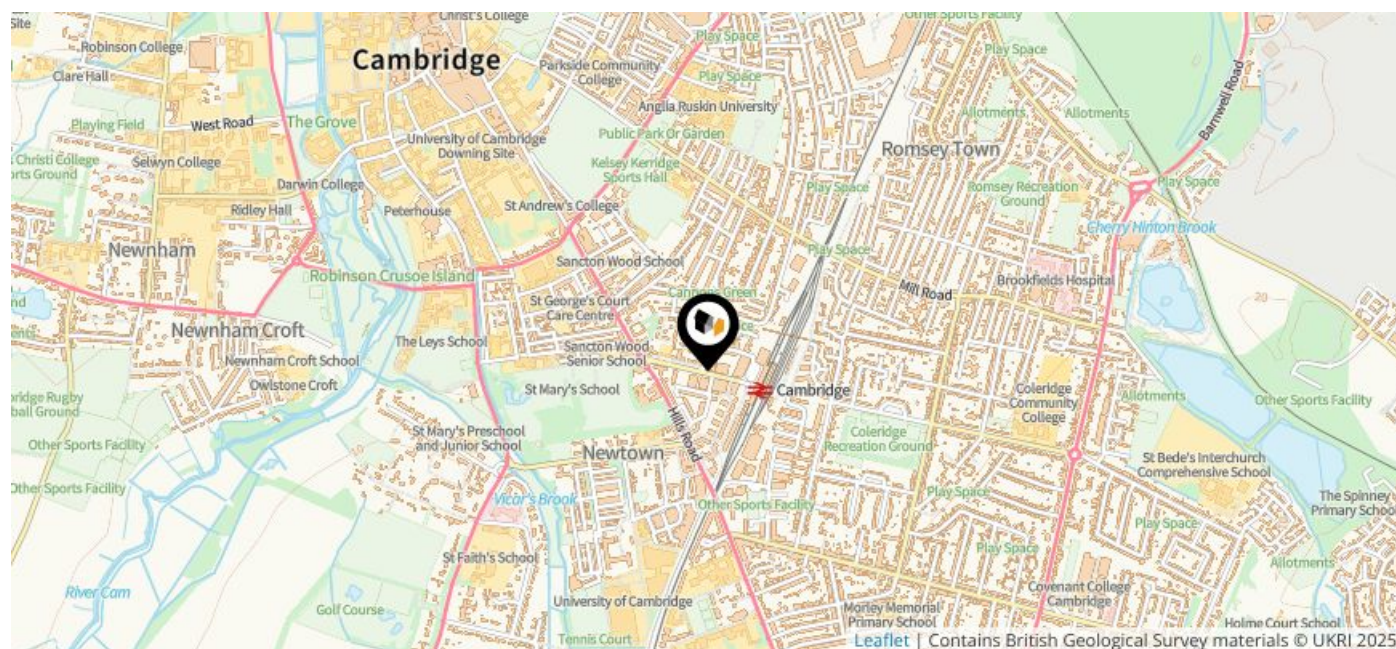 Christ's College
Other Sports Facility
Site
Robinson College
Cambridge
Play Space
Play Space
Parkside Community
College
Clare Hall
Play Space
Anglia Ruskin University
Allotments
Allotments
Barnwell Road
Playing Field
West Road
The Grove
University of Cambridge
Downing Site
Public Park Or Garden
Romsey Town
Christi College
orts Ground
Selwyn College
Kelsey Kerridge
Sports Hall
Darwin College
Play Space
Romsey Recreation
Ground
Play Space
Ridley Hall
Peterhouse
St Andrew's College
Cherry Hinton Brook
Newnham
Play Space
Sancton Wood School
Robinson Crusoe Island
Brookfields Hospital
Mill Road
St George's Court
Care Centre
20
Newnham Croft
The Leys School
Sancton Wood
Senior School
Newnham Croft School
Owlstone Croft
St Mary's School
Cambridge
Coleridge
Community
College
Allotments
Other Sports Facility
bridge Rugby
ball Ground
Hills Road
St Mary's Preschool
and Junior School
Coleridge
Recreation Ground
Other Sports Facility
Newtown
St Bede's Interchurch
Comprehensive School
Other Sports Facility
Vicar's Brook
Other Sports Facility
Play Space
The Spinney
Primary School
Play Space
St Faith's School
Play Space
Allotments
River Cam
Golf Course
University of Cambridge
Covenant College
Cambridge
Morley Memorial
Primary School
Holme Court School
Tennis Court
Leaflet | Contains British Geological Survey materials © UKRI 2025